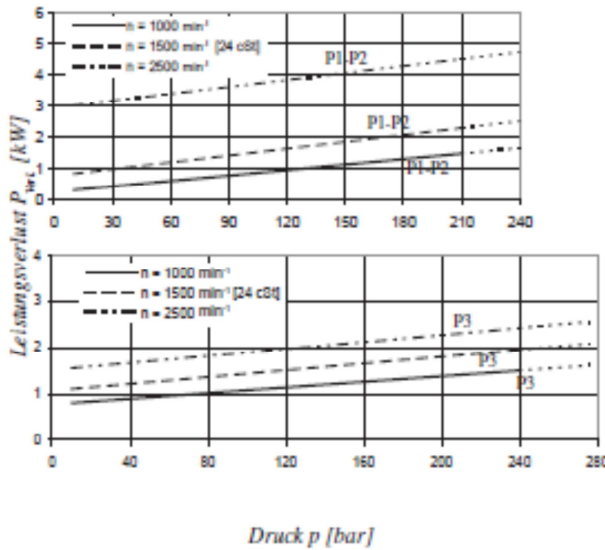 Leistungsverlust P [kW]
6
5
4
3
2
1
0
n = 1000 min⁻¹
n = 1500 min⁻¹ [24 cSt]
n = 2500 min⁻¹
P1-P2
P1-P2
P1-P2
0 30 60 90 120 150 180 210 240
4
3
2
1
0
n = 1000 min⁻¹
n = 1500 min⁻¹ [24 cSt]
n = 2500 min⁻¹
P3
P3
P3
0 40 80 120 160 200 240 280
Druck p [bar]